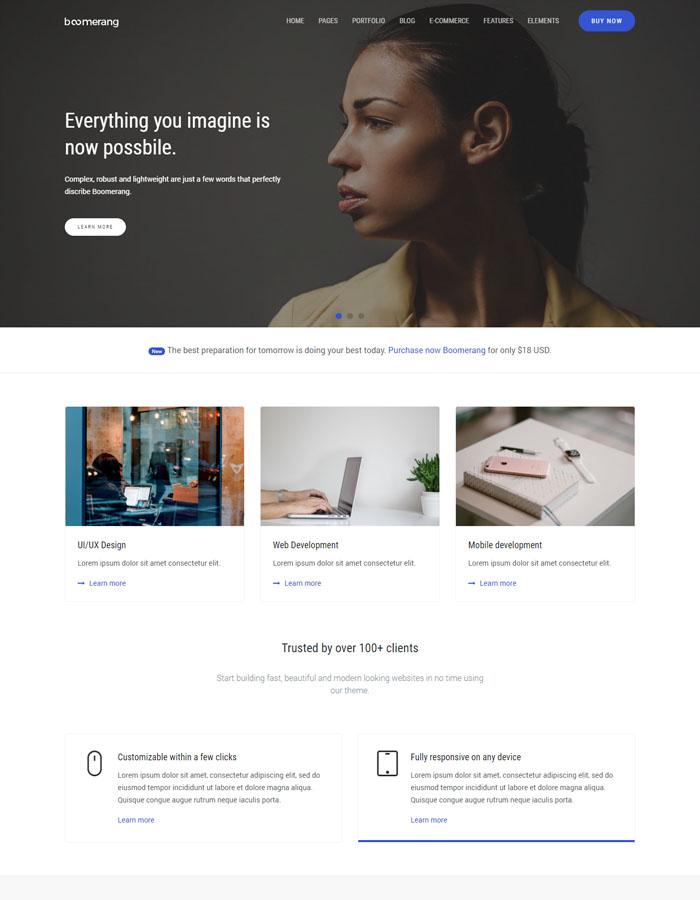 boomerang
HOME PAGES PORTFOLIO BLOG E-COMMERCE FEATURES ELEMENTS BUY NOW
Everything you imagine is
now possbile.
Complex, robust and lightweight are just a few words that perfectly
discribe Boomerang.
LEARN MORE
New The best preparation for tomorrow is doing your best today. Purchase now Boomerang for only $18 USD.
UI/UX Design
Lorem ipsum dolor sit amet consectetur elit.
Learn more
Web Development
Lorem ipsum dolor sit amet consectetur elit.
Learn more
Mobile development
Lorem ipsum dolor sit amet consectetur elit.
Learn more
Trusted by over 100+ clients
Start building fast, beautiful and modern looking websites in no time using
our theme.
Customizable within a few clicks
Lorem ipsum dolor sit amet, consectetur adipiscing elit, sed do
eiusmod tempor incididunt ut labore et dolore magna aliqua.
Quisque congue augue rutrum neque iaculis porta.
Learn more
Fully responsive on any device
Lorem ipsum dolor sit amet, consectetur adipiscing elit, sed do
eiusmod tempor incididunt ut labore et dolore magna aliqua.
Quisque congue augue rutrum neque iaculis porta.
Learn more